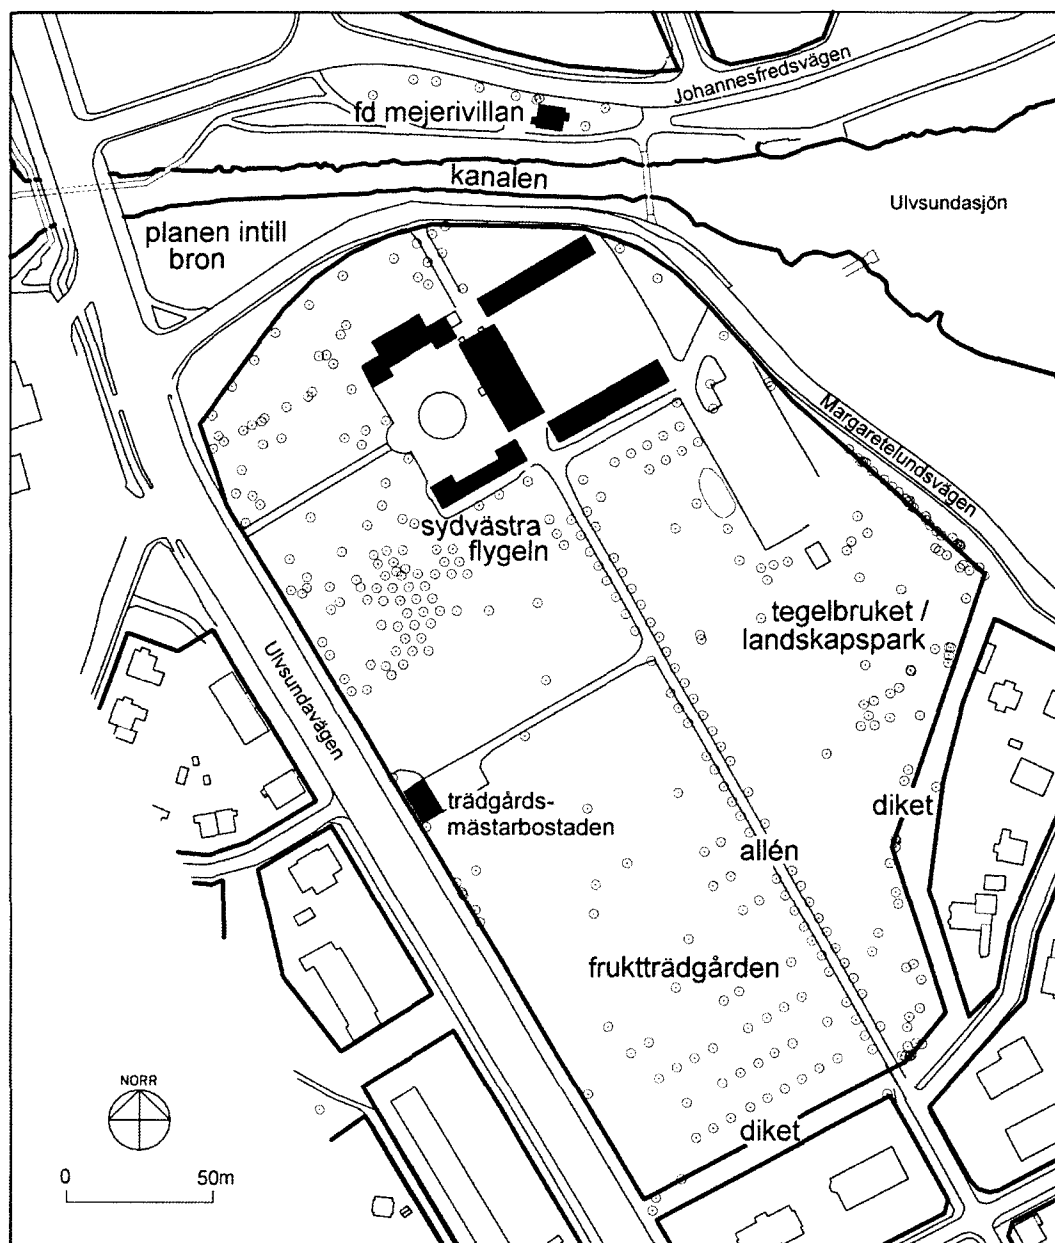 Johannesfredsvägen
fd mejerivillan
kanalen
Ulvsundasjön
planen intill
bron
Margaretelundsvägen
sydvästra
flygeln
tegelbruket /
landskapspark
Ulvsundavägen
trädgårds-
mästarbostaden
diket
allén
fruktträdgården
NORR
diket
0 50m